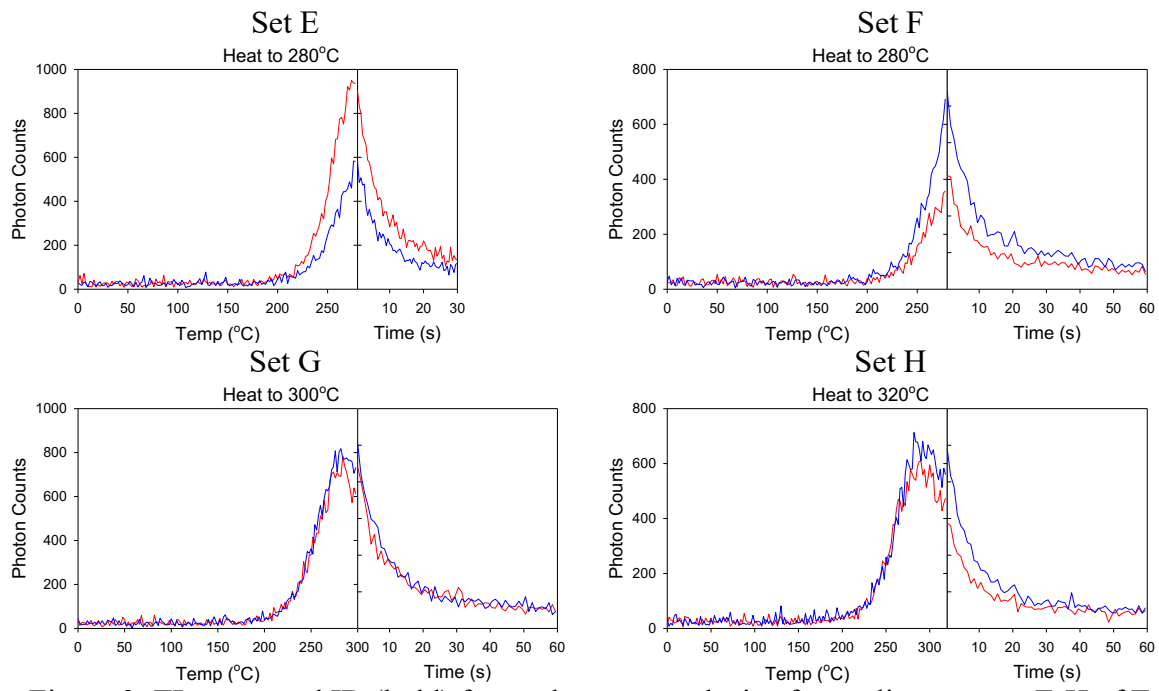 Set E
Heat to 280°C
1000
800
600
400
200
0
Photon Counts
0 50 100 150 200 250 10 20 30
Temp (°C) Time (s)
Set F
Heat to 280°C
800
600
400
200
0
Photon Counts
0 50 100 150 200 250 10 20 30 40 50 60
Temp (°C) Time (s)
Set G
Heat to 300°C
1000
800
600
400
200
0
Photon Counts
0 50 100 150 200 250 300 10 20 30 40 50 60
Temp (°C) Time (s)
Set H
Heat to 320°C
800
600
400
200
0
Photon Counts
0 50 100 150 200 250 300 10 20 30 40 50 60
Temp (°C) Time (s)